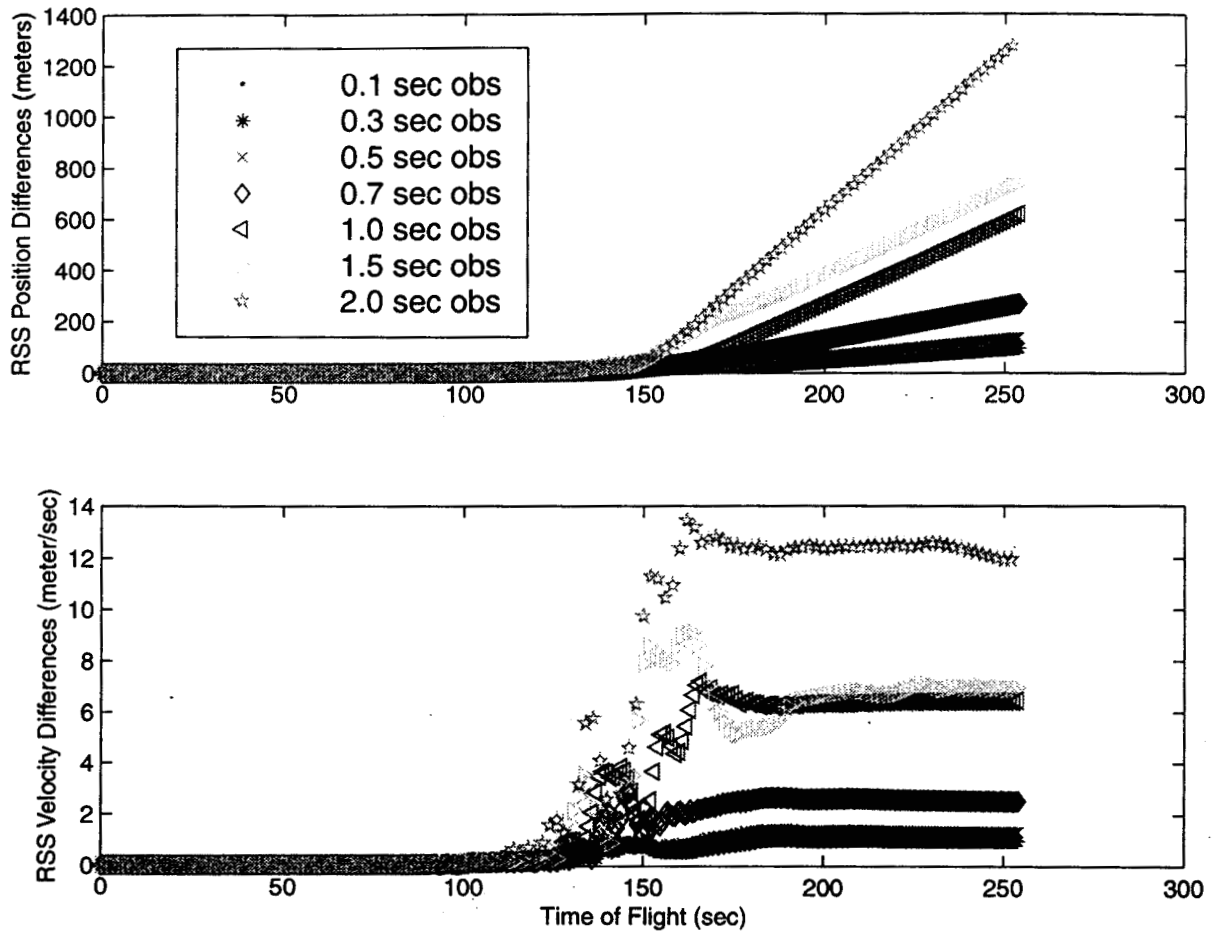 RSS Position Differences (meters)
1400
1200
1000
800
600
400
200
0
0.1 sec obs
0.3 sec obs
0.5 sec obs
0.7 sec obs
1.0 sec obs
1.5 sec obs
2.0 sec obs
0 50 100 150 200 250 300
RSS Velocity Differences (meter/sec)
14
12
10
8
6
4
2
0
0 50 100 150 200 250 300
Time of Flight (sec)